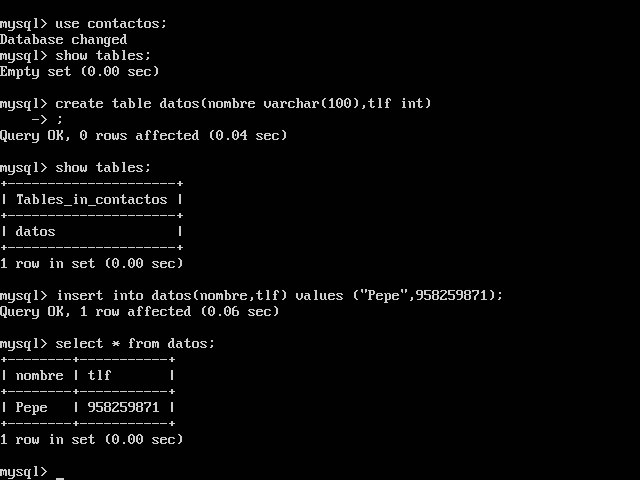 mysql> use contactos;
Database changed
mysql> show tables;
Empty set (0.00 sec)
mysql> create table datos(nombre varchar(100),tlf int)
    -> ;
Query OK, 0 rows affected (0.04 sec)
mysql> show tables;
+---------------------+
| Tables_in_contactos |
+---------------------+
| datos               |
+---------------------+
1 row in set (0.00 sec)
mysql> insert into datos(nombre,tlf) values ("Pepe",958259871);
Query OK, 1 row affected (0.06 sec)
mysql> select * from datos;
+--------+-----------+
| nombre | tlf       |
+--------+-----------+
| Pepe   | 958259871 |
+--------+-----------+
1 row in set (0.00 sec)
mysql> _